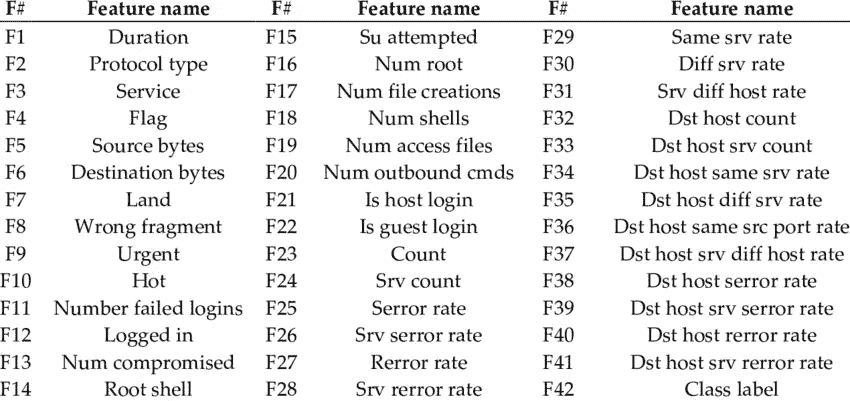 F# Feature name F# Feature name F# Feature name
F1 Duration F15 Su attempted F29 Same srv rate
F2 Protocol type F16 Num root F30 Diff srv rate
F3 Service F17 Num file creations F31 Srv diff host rate
F4 Flag F18 Num shells F32 Dst host count
F5 Source bytes F19 Num access files F33 Dst host srv count
F6 Destination bytes F20 Num outbound cmds F34 Dst host same srv rate
F7 Land F21 Is host login F35 Dst host diff srv rate
F8 Wrong fragment F22 Is guest login F36 Dst host same src port rate
F9 Urgent F23 Count F37 Dst host srv diff host rate
F10 Hot F24 Srv count F38 Dst host serror rate
F11 Number failed logins F25 Serror rate F39 Dst host srv serror rate
F12 Logged in F26 Srv serror rate F40 Dst host rerror rate
F13 Num compromised F27 Rerror rate F41 Dst host srv rerror rate
F14 Root shell F28 Srv rerror rate F42 Class label